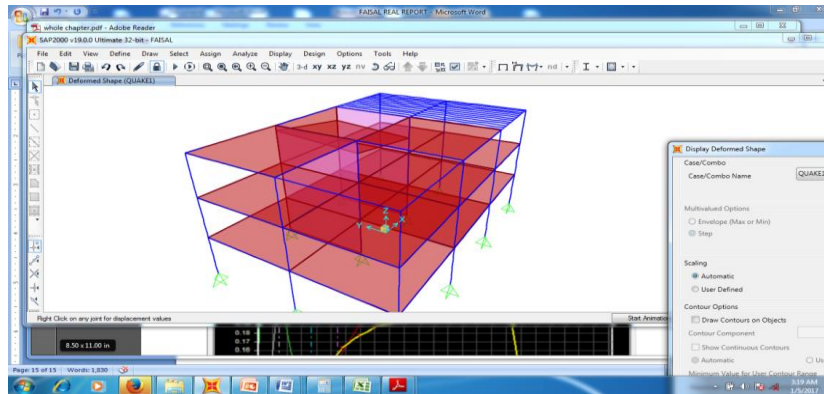 FAISAL REAL REPORT - Microsoft Word
whole chapter.pdf - Adobe Reader
SAP2000 v19.0.0 Ultimate 32-bit - FAISAL
File Edit View Define Draw Select Assign Analyze Display Design Options Tools Help
3-d xy xz yz nv nd
Deformed Shape (QUAKE1)
Z
X
Y
Display Deformed Shape
Case/Combo
Case/Combo Name QUAKE1
Multivalued Options
Envelope (Max or Min)
Step
Scaling
Automatic
User Defined
Contour Options
Draw Contours on Objects
Contour Component
Show Continuous Contours
Automatic
Minimum Value for User Contour Range
Right Click on any joint for displacement values
Start Animation
0.18
0.17
0.16
8.50 x 11.00 in
Page: 15 of 15 Words: 1,830
3:19 AM
1/5/2017